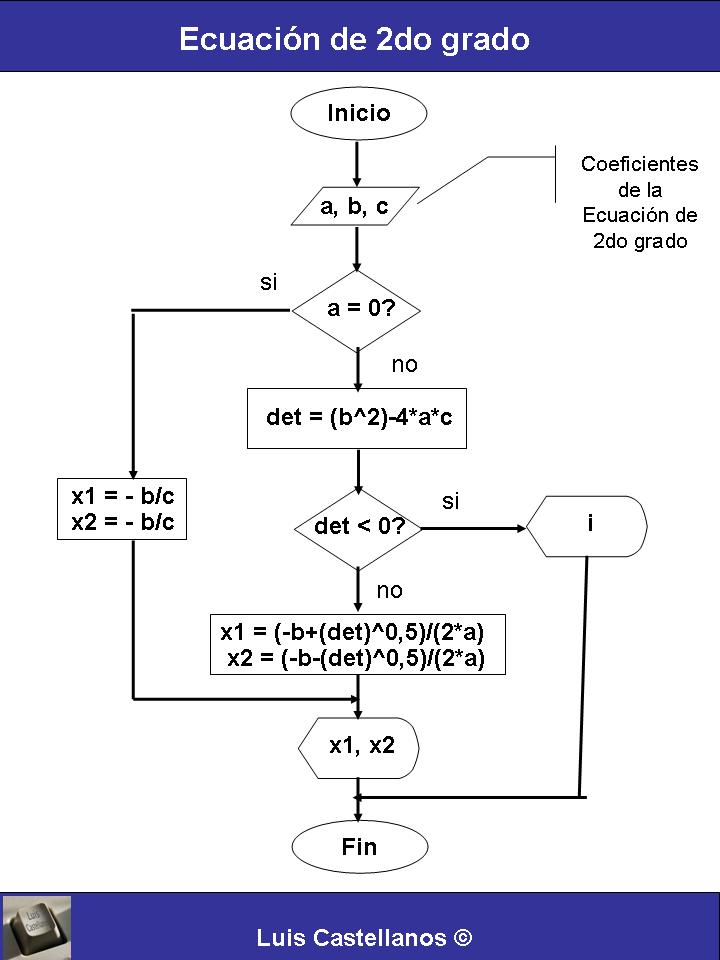 Ecuación de 2do grado
Inicio
a, b, c
Coeficientes
de la
Ecuación de
2do grado
si
a = 0?
no
det = (b^2)-4*a*c
x1 = - b/c
x2 = - b/c
det < 0?
si
i
no
x1 = (-b+(det)^0,5)/(2*a)
x2 = (-b-(det)^0,5)/(2*a)
x1, x2
Fin
Luis
Castellanos
Luis Castellanos ©